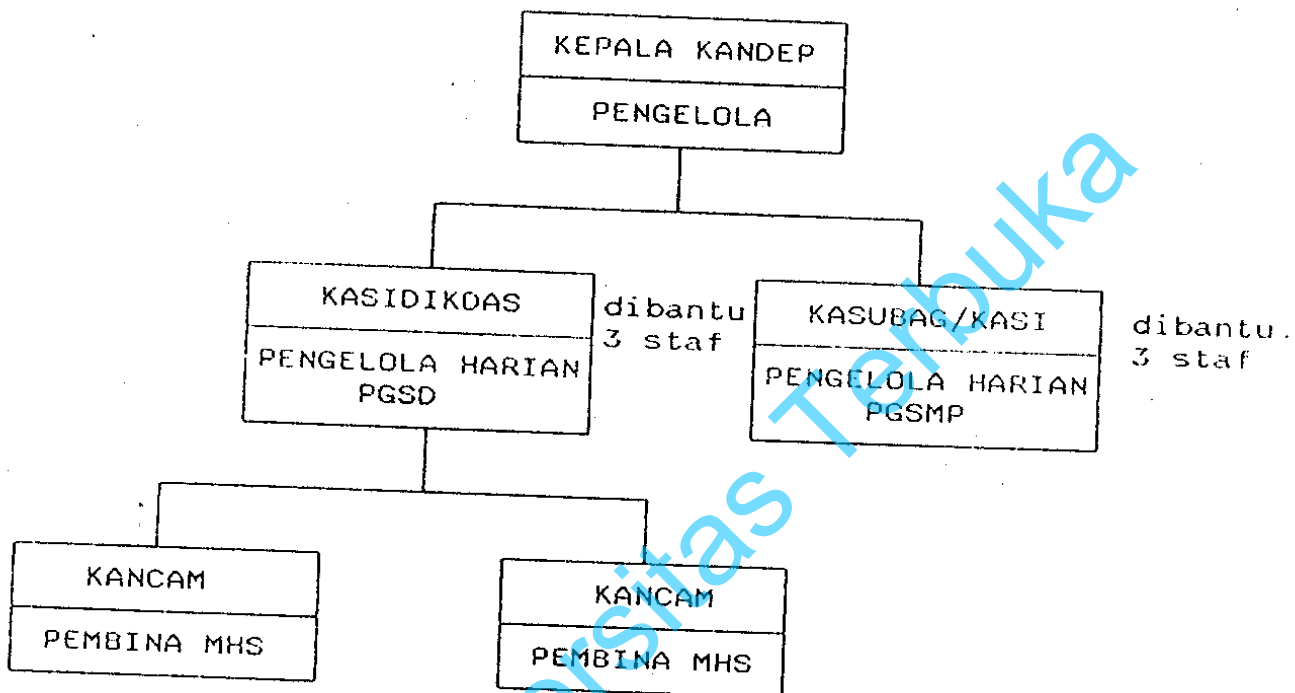 KEPALA KANDEP
PENGELOLA
KASIDIKDAS
PENGELOLA HARIAN
PGSD
dibantu
3 staf
KASUBAG/KASI
PENGELOLA HARIAN
PGSMP
dibantu.
3 staf
KANCAM
PEMBINA MHS
KANCAM
PEMBINA MHS
rsitas Terbuka